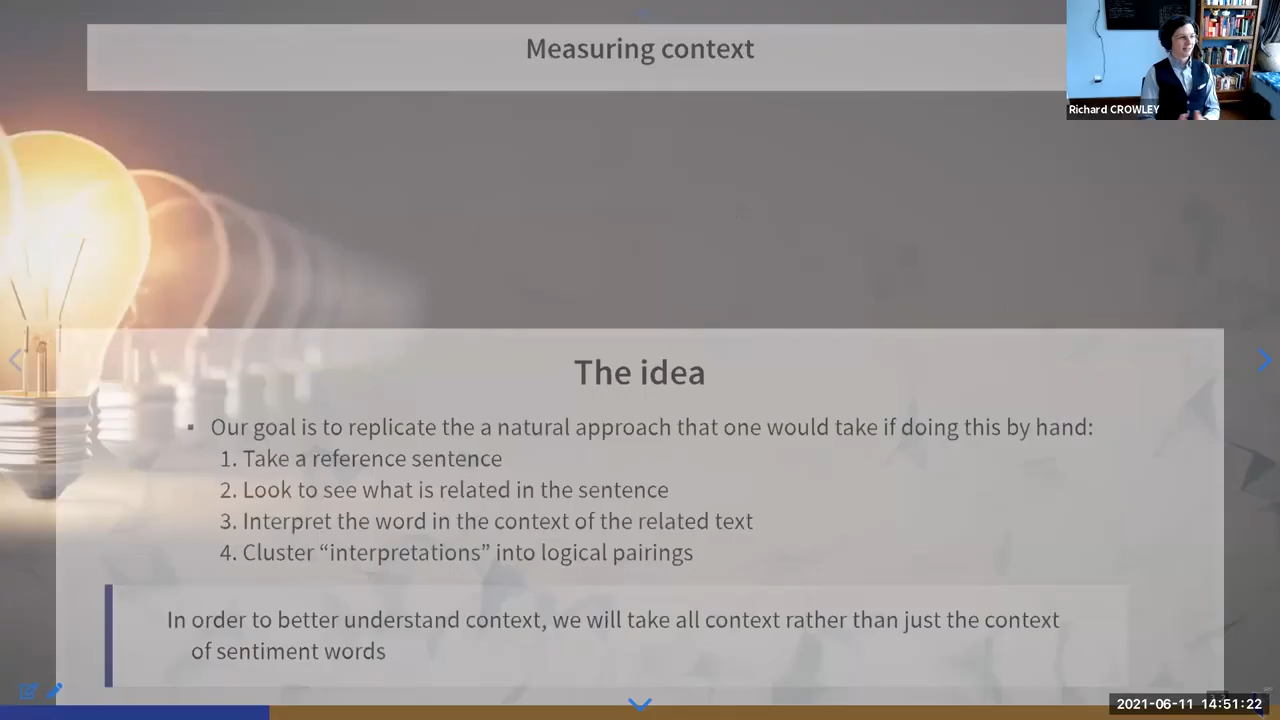 Measuring context
Richard CROWLEY
The idea
▪ Our goal is to replicate the a natural approach that one would take if doing this by hand:
1. Take a reference sentence
2. Look to see what is related in the sentence
3. Interpret the word in the context of the related text
4. Cluster “interpretations” into logical pairings
In order to better understand context, we will take all context rather than just the context
of sentiment words
2021-06-11 14:51:22